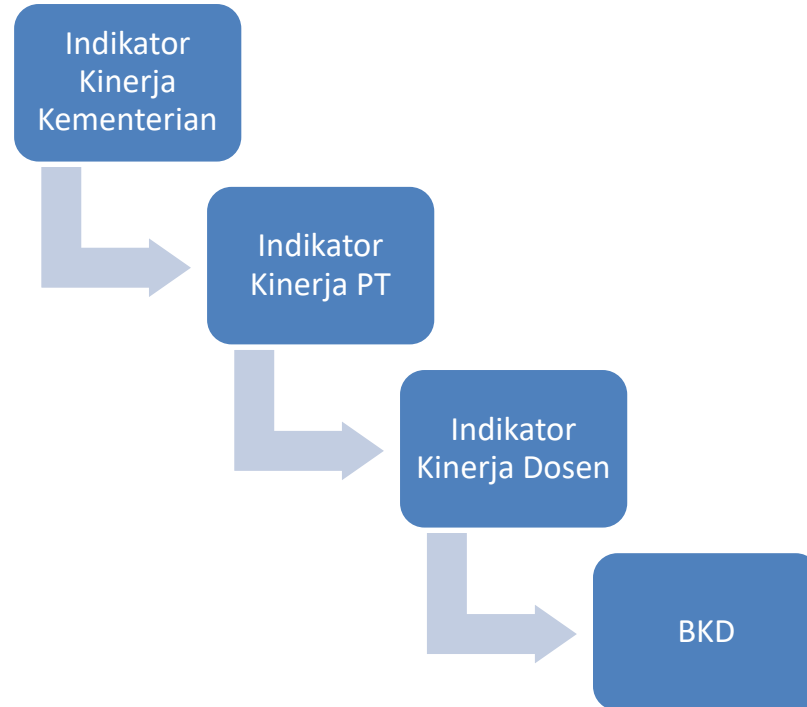 Indikator
Kinerja
Kementerian
Indikator
Kinerja PT
Indikator
Kinerja Dosen
BKD